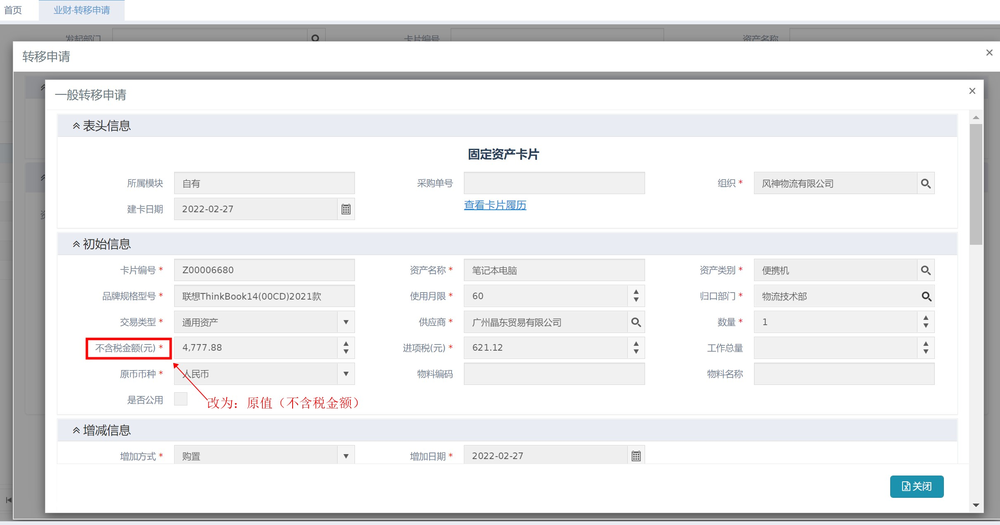 首页 业财-转移申请
发起部门 卡片编号 资产名称
转移申请
一般转移申请
表头信息
固定资产卡片
所属模块 自有 采购单号 组织 * 风神物流有限公司
建卡日期 2022-02-27 查看卡片履历
初始信息
卡片编号 * Z00006680 资产名称 * 笔记本电脑 资产类别 * 便携机
品牌规格型号 * 联想ThinkBook14(00CD)2021款 使用月限 * 60 归口部门 * 物流技术部
交易类型 * 通用资产 供应商 * 广州晶东贸易有限公司 数量 * 1
不含税金额(元) * 4,777.88 进项税(元) * 621.12 工作总量
原币币种 * 人民币 物料编码 物料名称
是否公用
改为：原值（不含税金额）
增减信息
增加方式 * 购置 增加日期 * 2022-02-27
关闭